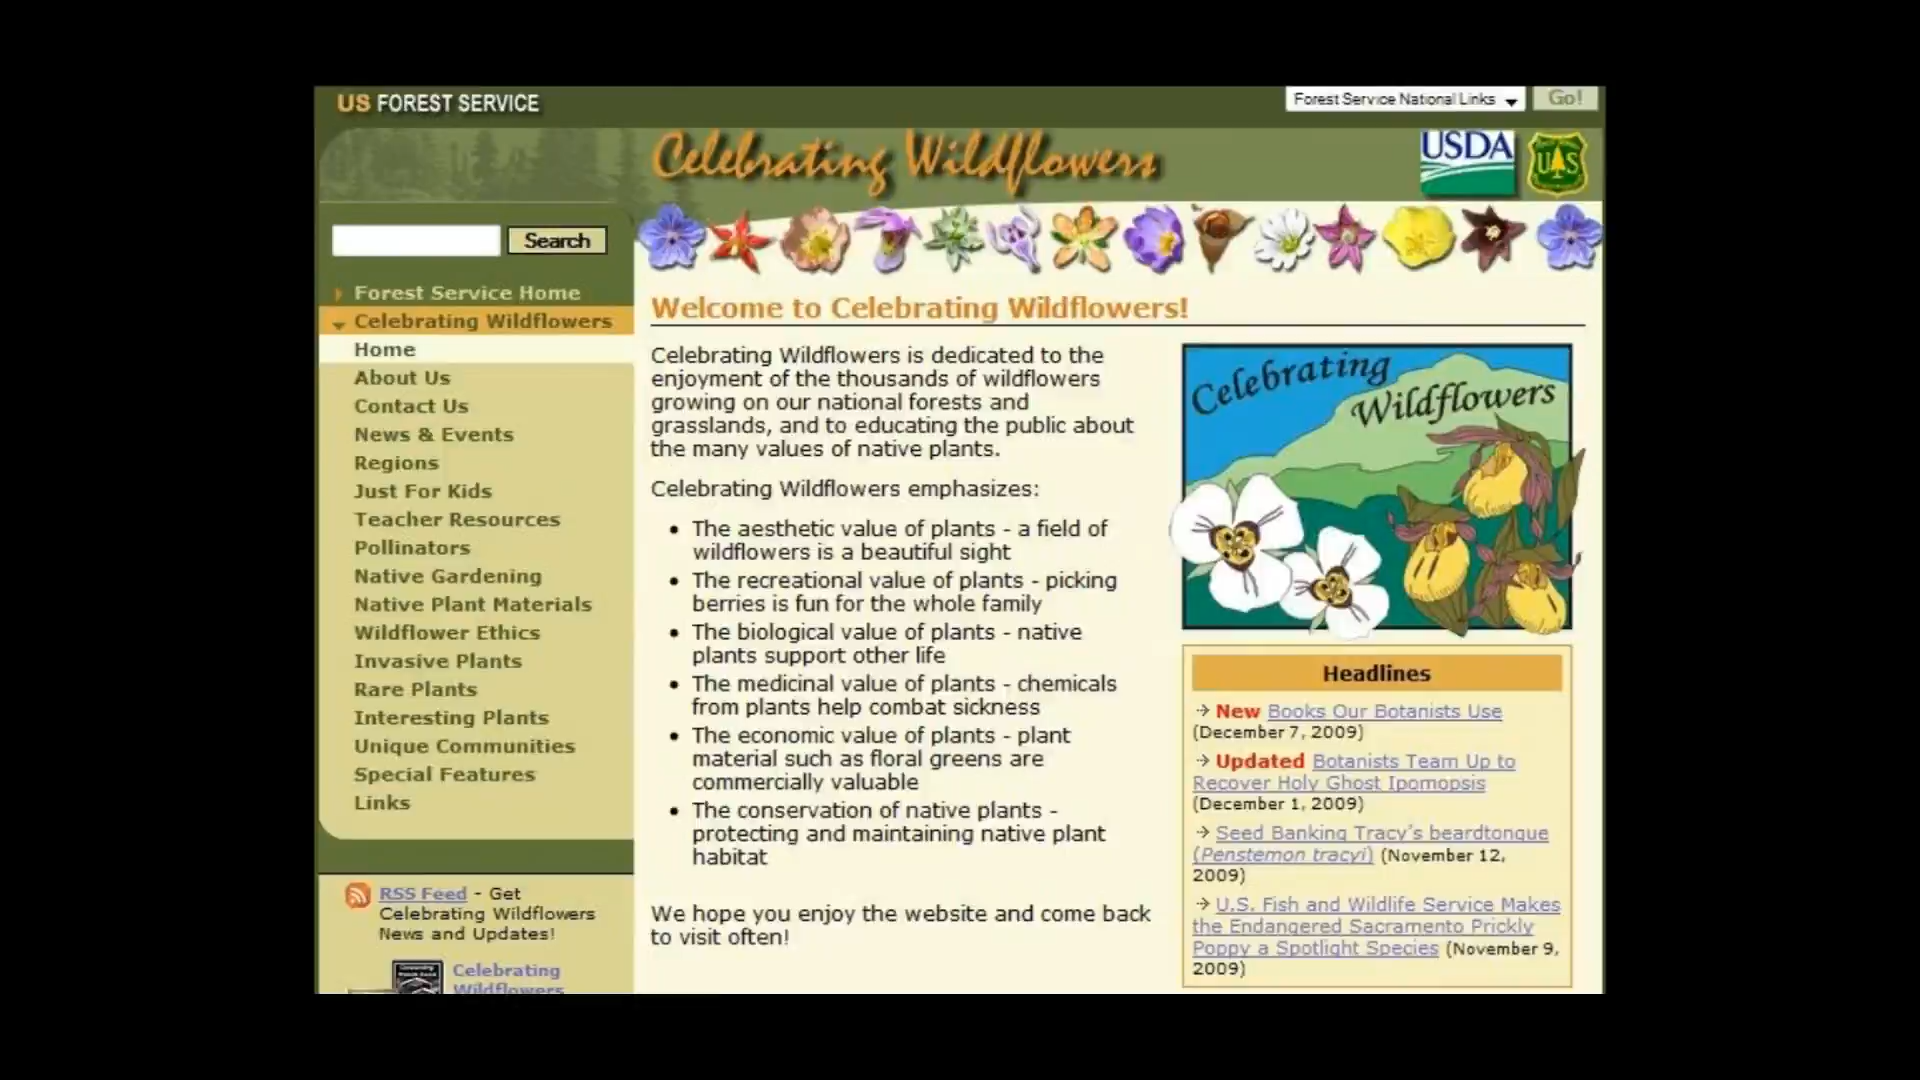 US FOREST SERVICE
Forest Service National Links
Go!
Celebrating Wildflowers
USDA
US
Search
Forest Service Home
Celebrating Wildflowers
Home
About Us
Contact Us
News & Events
Regions
Just For Kids
Teacher Resources
Pollinators
Native Gardening
Native Plant Materials
Wildflower Ethics
Invasive Plants
Rare Plants
Interesting Plants
Unique Communities
Special Features
Links
RSS Feed - Get
Celebrating Wildflowers
News and Updates!
Celebrating
Wildflowers
Welcome to Celebrating Wildflowers!
Celebrating Wildflowers is dedicated to the
enjoyment of the thousands of wildflowers
growing on our national forests and
grasslands, and to educating the public about
the many values of native plants.
Celebrating Wildflowers emphasizes:
• The aesthetic value of plants - a field of
wildflowers is a beautiful sight
• The recreational value of plants - picking
berries is fun for the whole family
• The biological value of plants - native
plants support other life
• The medicinal value of plants - chemicals
from plants help combat sickness
• The economic value of plants - plant
material such as floral greens are
commercially valuable
• The conservation of native plants -
protecting and maintaining native plant
habitat
We hope you enjoy the website and come back
to visit often!
Celebrating
Wildflowers
Headlines
New Books Our Botanists Use
(December 7, 2009)
Updated Botanists Team Up to
Recover Holy Ghost Ipomopsis
(December 1, 2009)
Seed Banking Tracy's beardtongue
(Penstemon tracyi) (November 12,
2009)
U.S. Fish and Wildlife Service Makes
the Endangered Sacramento Prickly
Poppy a Spotlight Species (November 9,
2009)